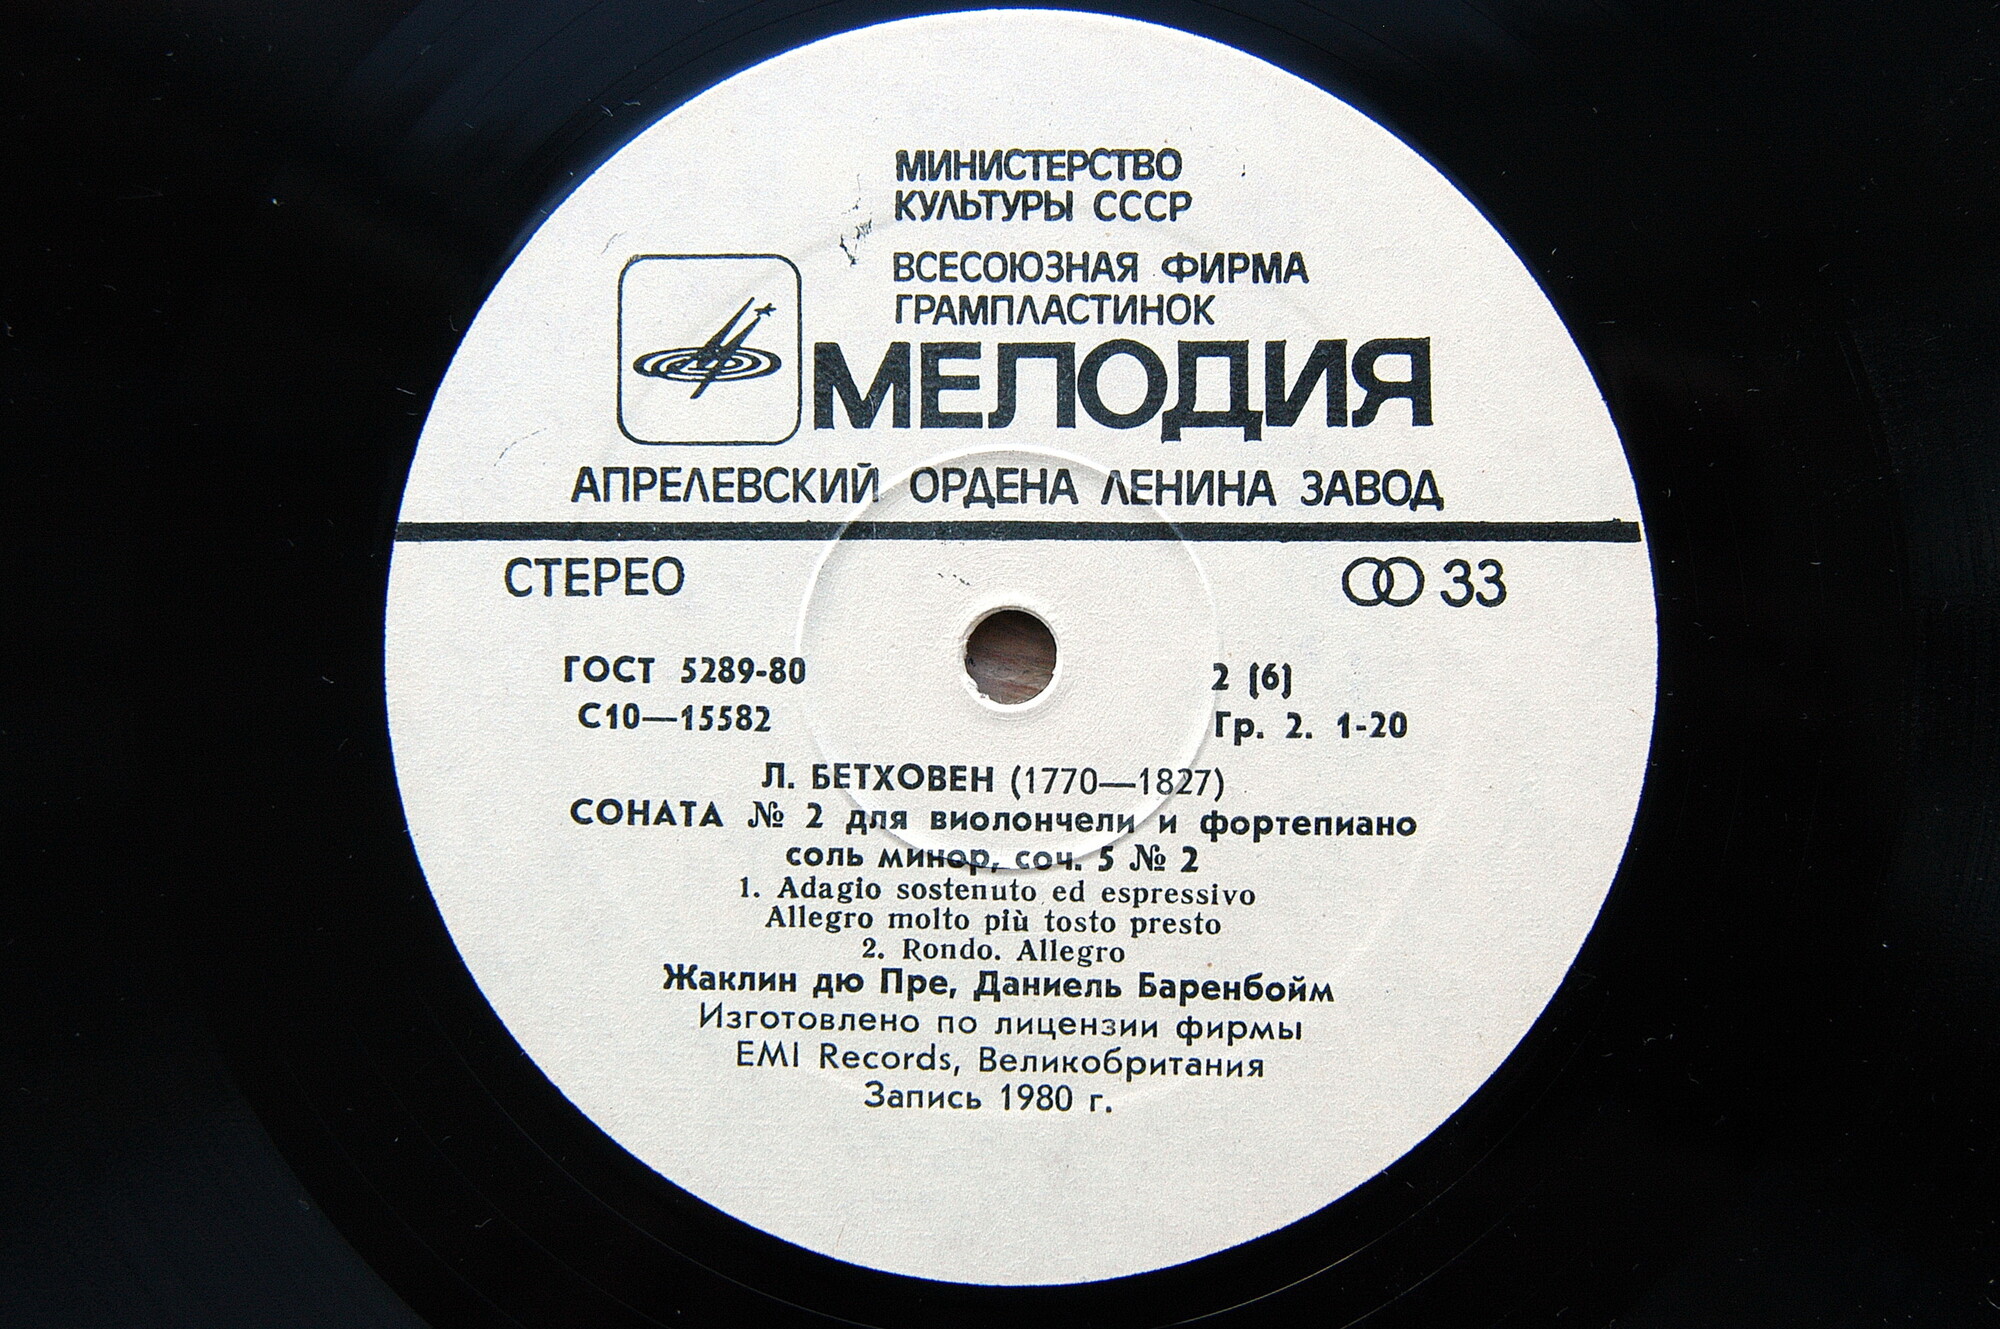 МИНИСТЕРСТВО
КУЛЬТУРЫ СССР
ВСЕСОЮЗНАЯ ФИРМА
ГРАМПЛАСТИНОК
МЕЛОДИЯ
АПРЕЛЕВСКИЙ ОРДЕНА ЛЕНИНА ЗАВОД
СТЕРЕО 33
ГОСТ 5289-80 2 (6)
С10—15582 Гр. 2. 1-20
Л. БЕТХОВЕН (1770—1827)
СОНАТА № 2 для виолончели и фортепиано
соль минор, соч. 5 № 2
1. Adagio sostenuto ed espressivo
Allegro molto più tosto presto
2. Rondo. Allegro
Жаклин дю Пре, Даниель Баренбойм
Изготовлено по лицензии фирмы
EMI Records, Великобритания
Запись 1980 г.